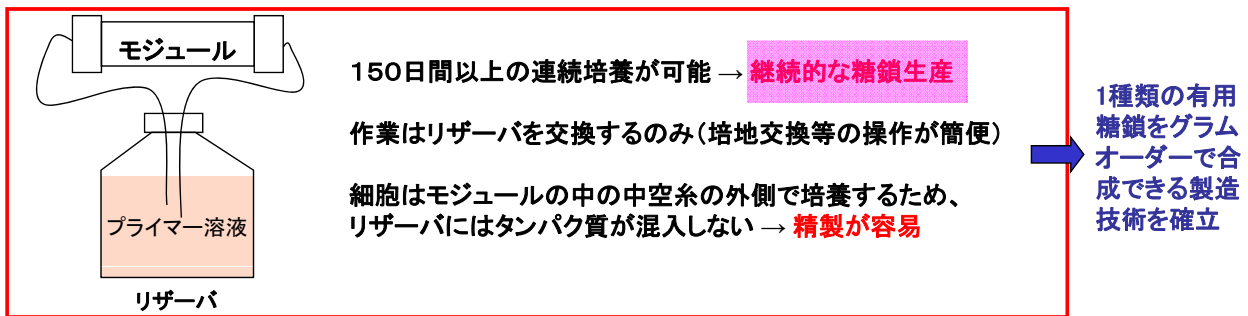 モジュール
プライマー溶液
リザーバ
150日間以上の連続培養が可能 → 継続的な糖鎖生産
作業はリザーバを交換するのみ(培地交換等の操作が簡便)
細胞はモジュールの中の中空糸の外側で培養するため、
リザーバにはタンパク質が混入しない → 精製が容易
1種類の有用
糖鎖をグラム
オーダーで合
成できる製造
技術を確立